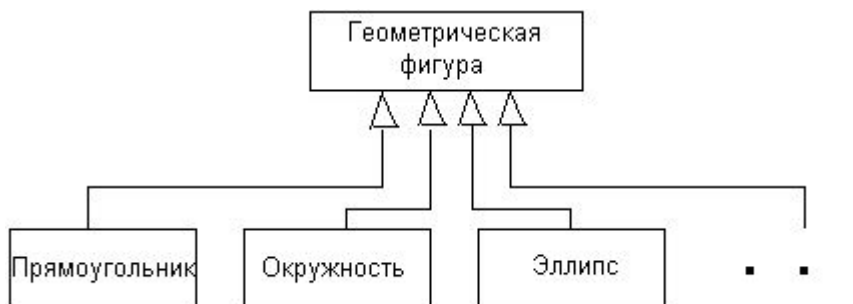 Геометрическая
фигура
Прямоугольник
Окружность
Эллипс